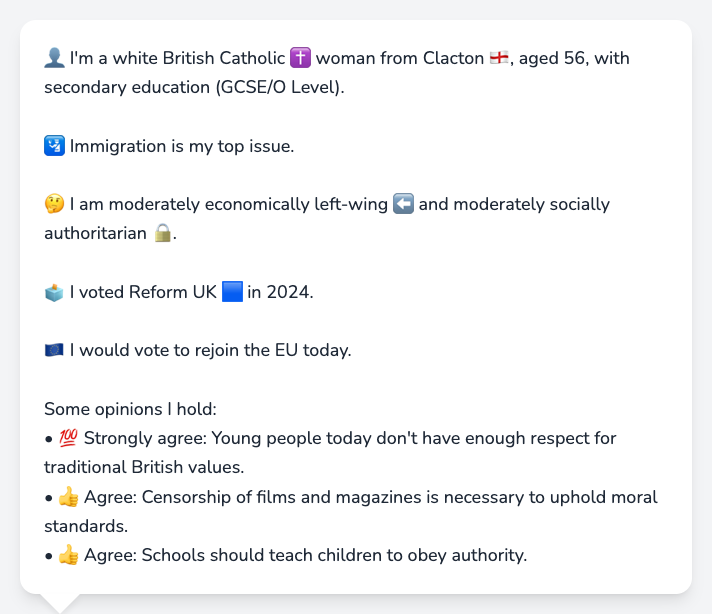 👤 I'm a white British Catholic ✝️ woman from Clacton 🏴󠁧󠁢󠁥󠁮󠁧󠁿, aged 56, with
secondary education (GCSE/O Level).
🛂 Immigration is my top issue.
🤔 I am moderately economically left-wing ⬅️ and moderately socially
authoritarian 🔒.
🗳️ I voted Reform UK 🟦 in 2024.
🇪🇺 I would vote to rejoin the EU today.
Some opinions I hold:
• 💯 Strongly agree: Young people today don't have enough respect for
traditional British values.
• 👍 Agree: Censorship of films and magazines is necessary to uphold moral
standards.
• 👍 Agree: Schools should teach children to obey authority.